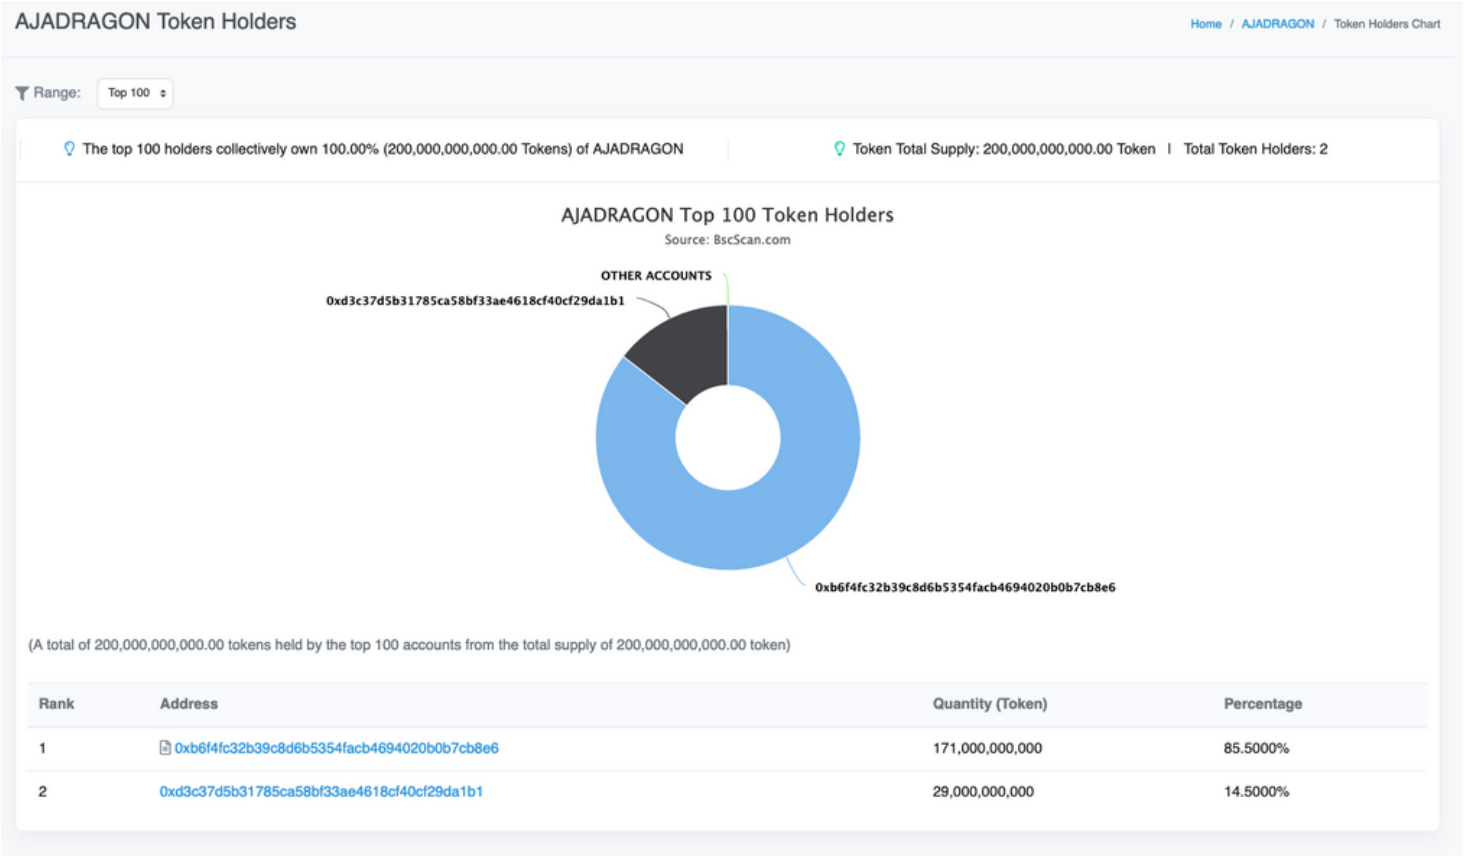 AJADRAGON Token Holders
Home / AJADRAGON / Token Holders Chart
Range: Top 100
The top 100 holders collectively own 100.00% (200,000,000,000.00 Tokens) of AJADRAGON
Token Total Supply: 200,000,000,000.00 Token | Total Token Holders: 2
AJADRAGON Top 100 Token Holders
Source: BscScan.com
OTHER ACCOUNTS
0xd3c37d5b31785ca58bf33ae4618cf40cf29da1b1
0xb6f4fc32b39c8d6b5354facb4694020b0b7cb8e6
(A total of 200,000,000,000.00 tokens held by the top 100 accounts from the total supply of 200,000,000,000.00 token)
Rank Address Quantity (Token) Percentage
1 0xb6f4fc32b39c8d6b5354facb4694020b0b7cb8e6 171,000,000,000 85.5000%
2 0xd3c37d5b31785ca58bf33ae4618cf40cf29da1b1 29,000,000,000 14.5000%